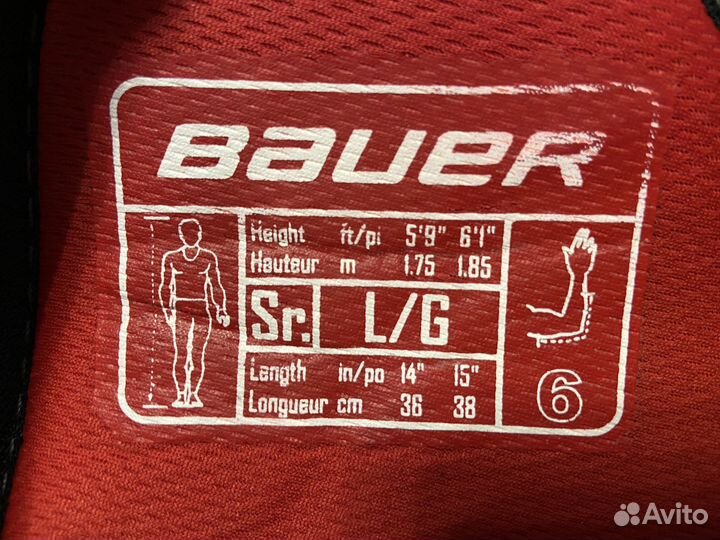 BaueR
Height ft/pi 5'9" 6'1"
Hauteur m 1.75 1.85
Sr. L/G
Length in/po 14" 15"
Longueur cm 36 38
6
Avito